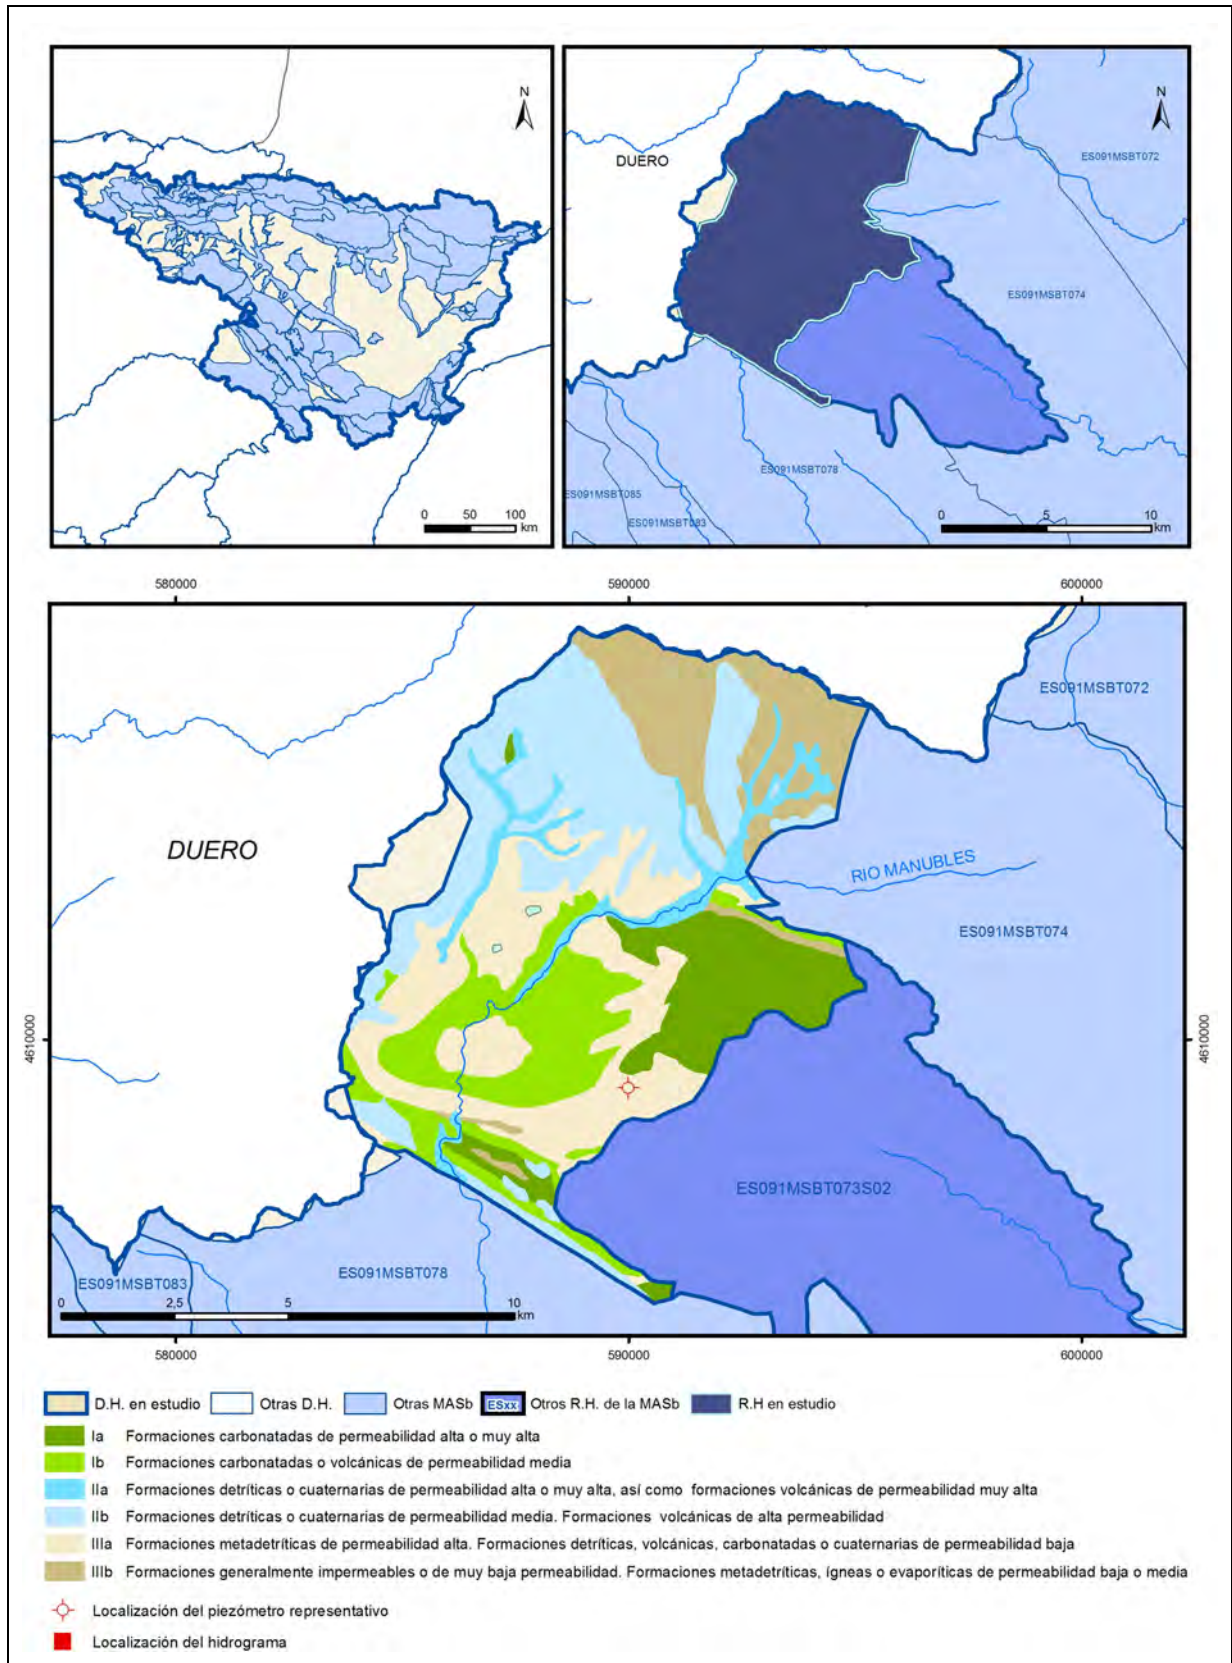 N
0 50 100
km
N
DUERO
ES091MSBT072
ES091MSBT074
ES091MSBT078
ES091MSBT085
ES091MSBT083
0 5 10
km
580000 590000 600000
4610000
4610000
DUERO
ES091MSBT072
RIO MANUBLES
ES091MSBT074
ES091MSBT073S02
ES091MSBT078
ES091MSBT083
0 2,5 5 10
km
580000 590000 600000
D.H. en estudio Otras D.H. Otras MASb ESxx Otros R.H. de la MASb R.H en estudio
Ia Formaciones carbonatadas de permeabilidad alta o muy alta
Ib Formaciones carbonatadas o volcánicas de permeabilidad media
IIa Formaciones detríticas o cuaternarias de permeabilidad alta o muy alta, así como formaciones volcánicas de permeabilidad muy alta
IIb Formaciones detríticas o cuaternarias de permeabilidad media. Formaciones volcánicas de alta permeabilidad
IIIa Formaciones metadetríticas de permeabilidad alta. Formaciones detríticas, volcánicas, carbonatadas o cuaternarias de permeabilidad baja
IIIb Formaciones generalmente impermeables o de muy baja permeabilidad. Formaciones metadetríticas, ígneas o evaporíticas de permeabilidad baja o media
Localización del piezómetro representativo
Localización del hidrograma